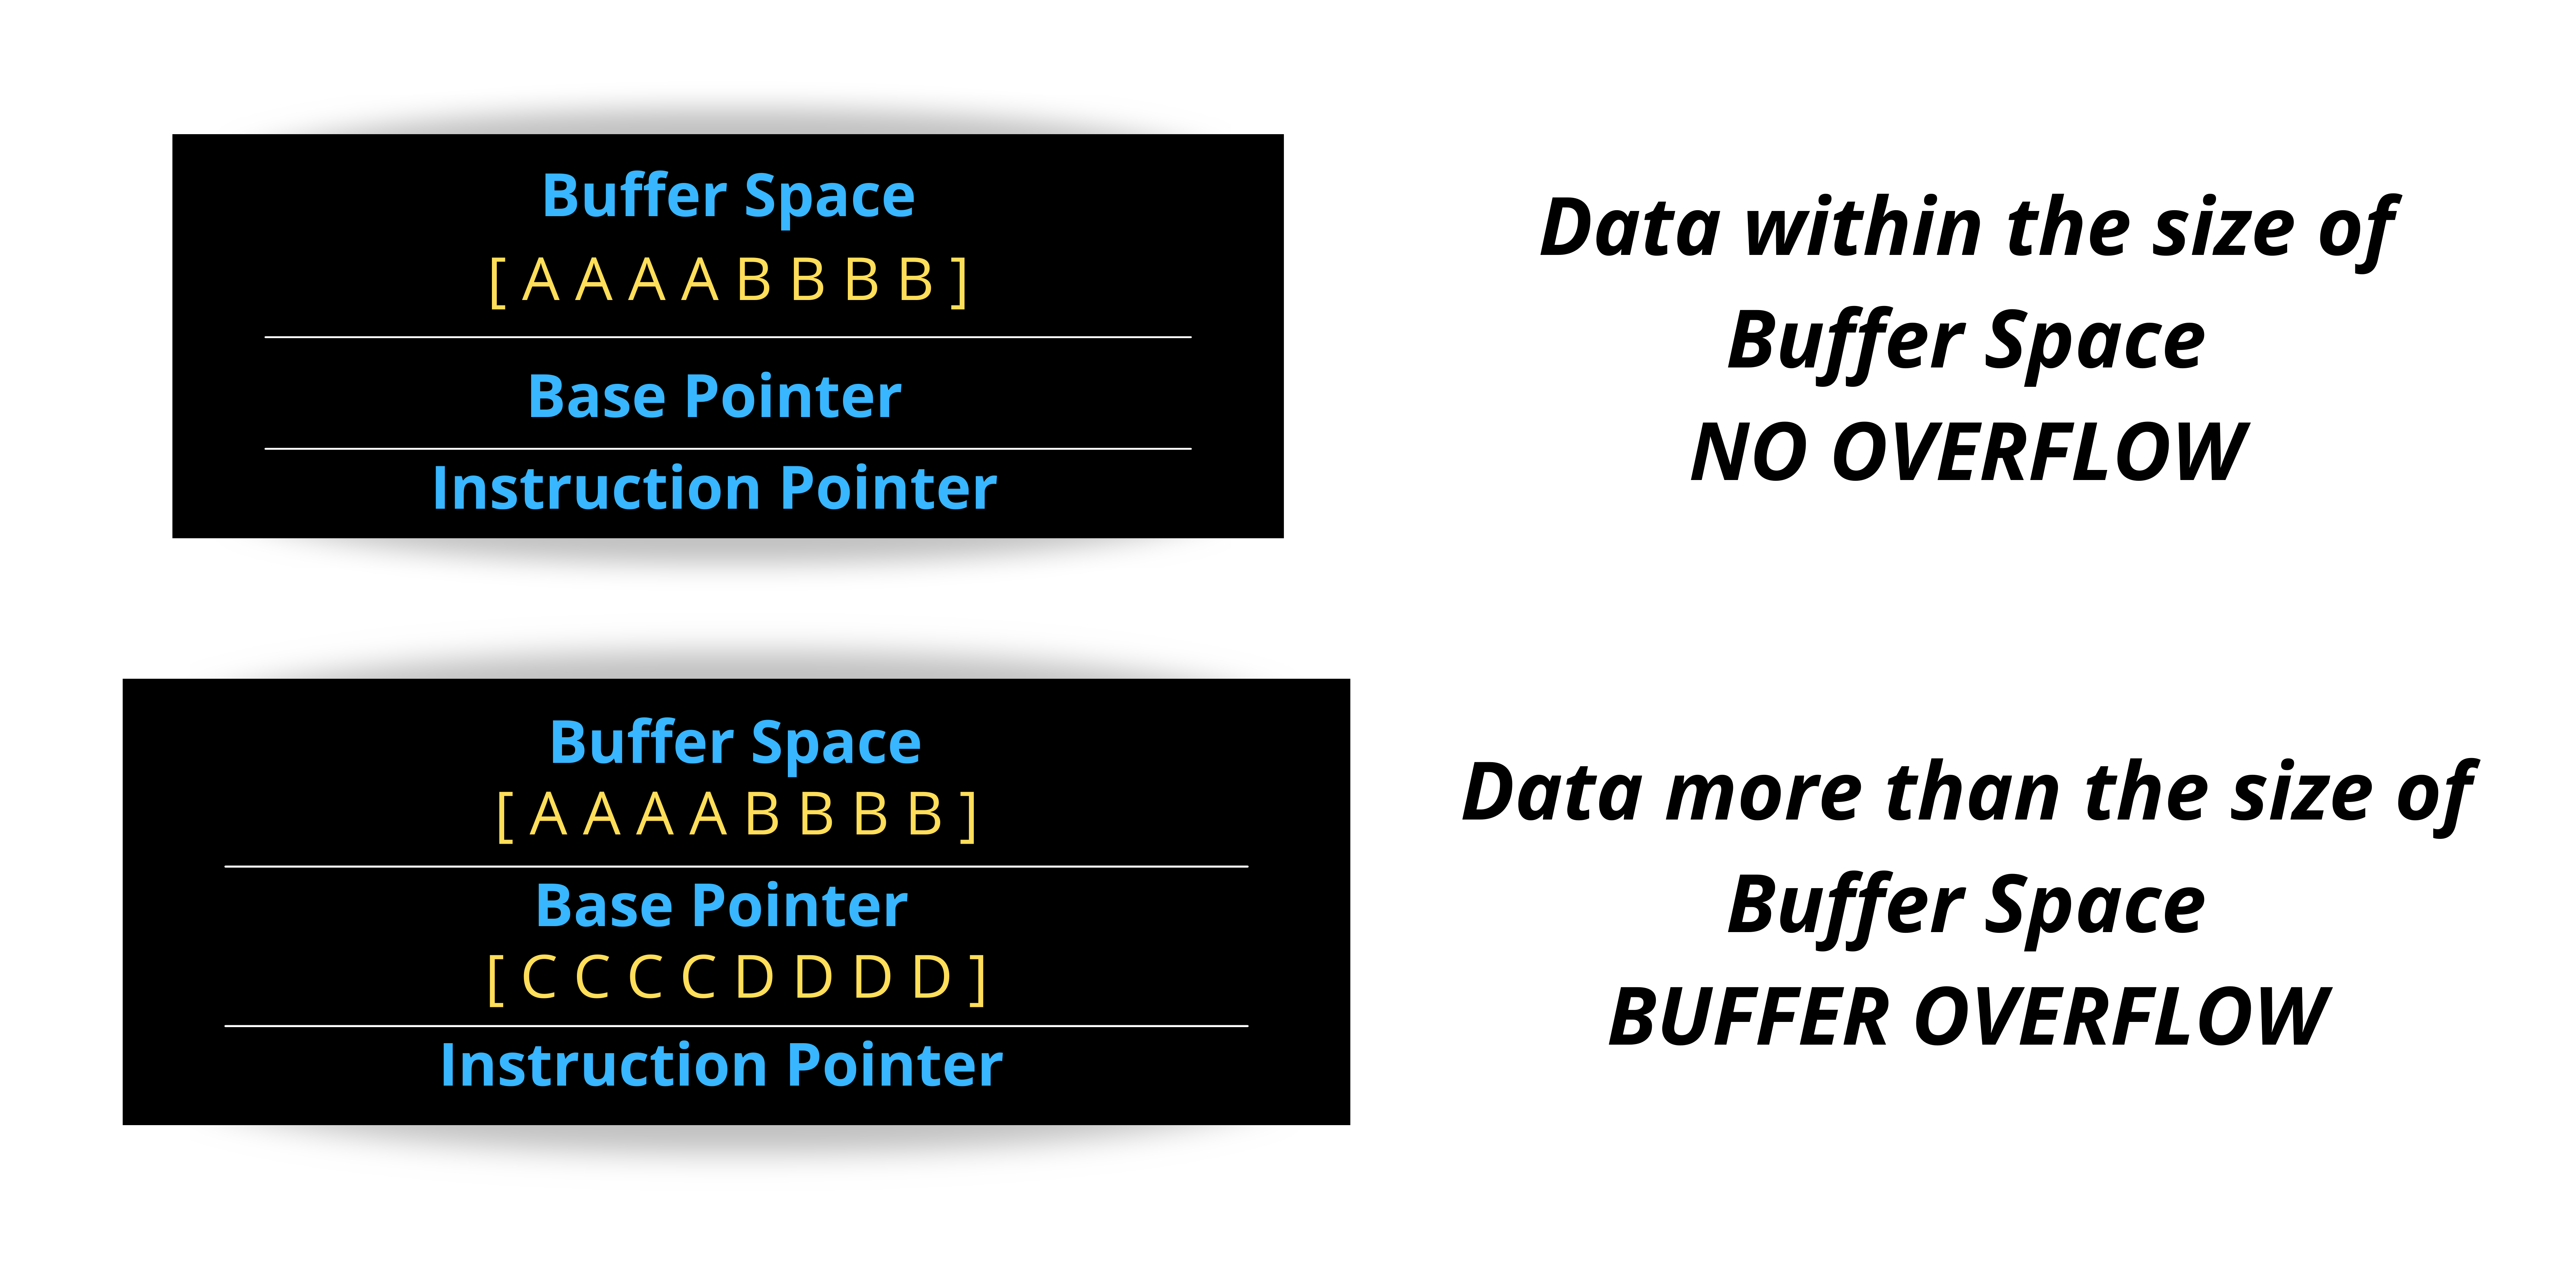 Buffer Space
[ A A A A B B B B ]
Base Pointer
Instruction Pointer
Data within the size of
Buffer Space
NO OVERFLOW
Buffer Space
[ A A A A B B B B ]
Base Pointer
[ C C C C D D D D ]
Instruction Pointer
Data more than the size of
Buffer Space
BUFFER OVERFLOW